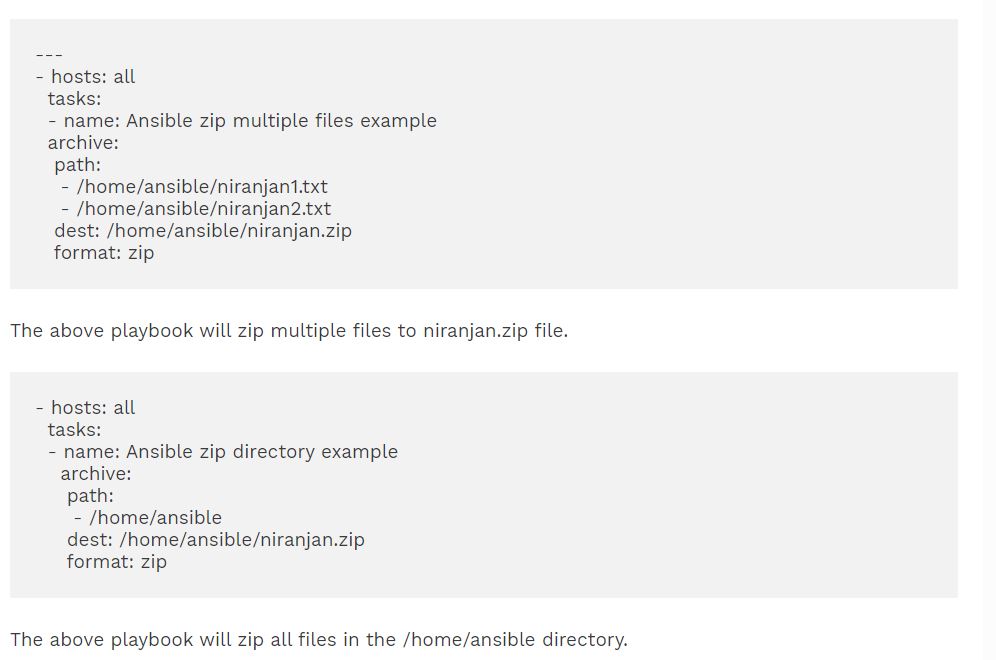 ---
- hosts: all
  tasks:
  - name: Ansible zip multiple files example
  archive:
   path:
    - /home/ansible/niranjan1.txt
    - /home/ansible/niranjan2.txt
   dest: /home/ansible/niranjan.zip
   format: zip
The above playbook will zip multiple files to niranjan.zip file.
- hosts: all
  tasks:
  - name: Ansible zip directory example
    archive:
     path:
      - /home/ansible
     dest: /home/ansible/niranjan.zip
     format: zip
The above playbook will zip all files in the /home/ansible directory.